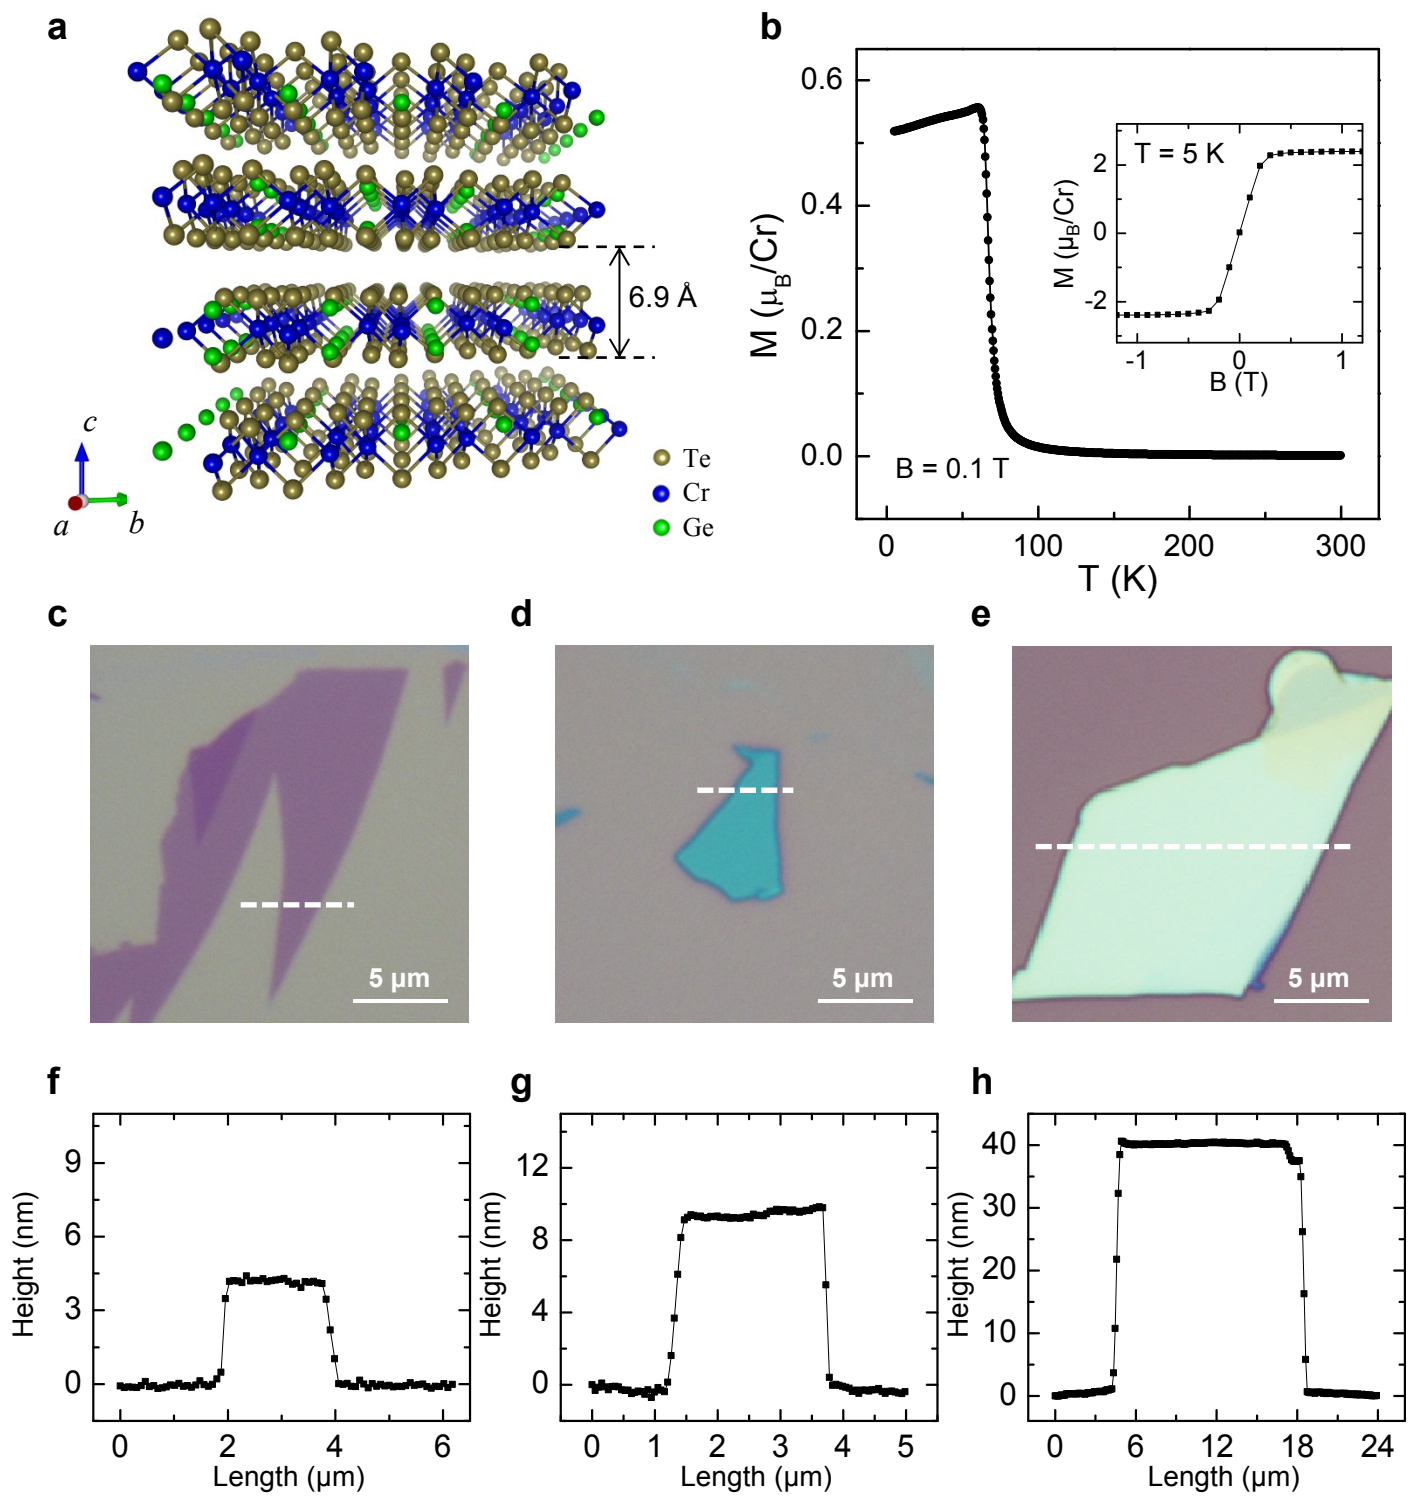 a
6.9 Å
c
a
b
Te
Cr
Ge
b
M (μB/Cr)
0.6
0.4
0.2
0.0
B = 0.1 T
0 100 200 300
T (K)
T = 5 K
M (μB/Cr)
2
0
-2
-1 0 1
B (T)
c
5 μm
d
5 μm
e
5 μm
f
Height (nm)
9
6
3
0
0 2 4 6
Length (μm)
g
Height (nm)
12
8
4
0
0 1 2 3 4 5
Length (μm)
h
Height (nm)
40
30
20
10
0
0 6 12 18 24
Length (μm)